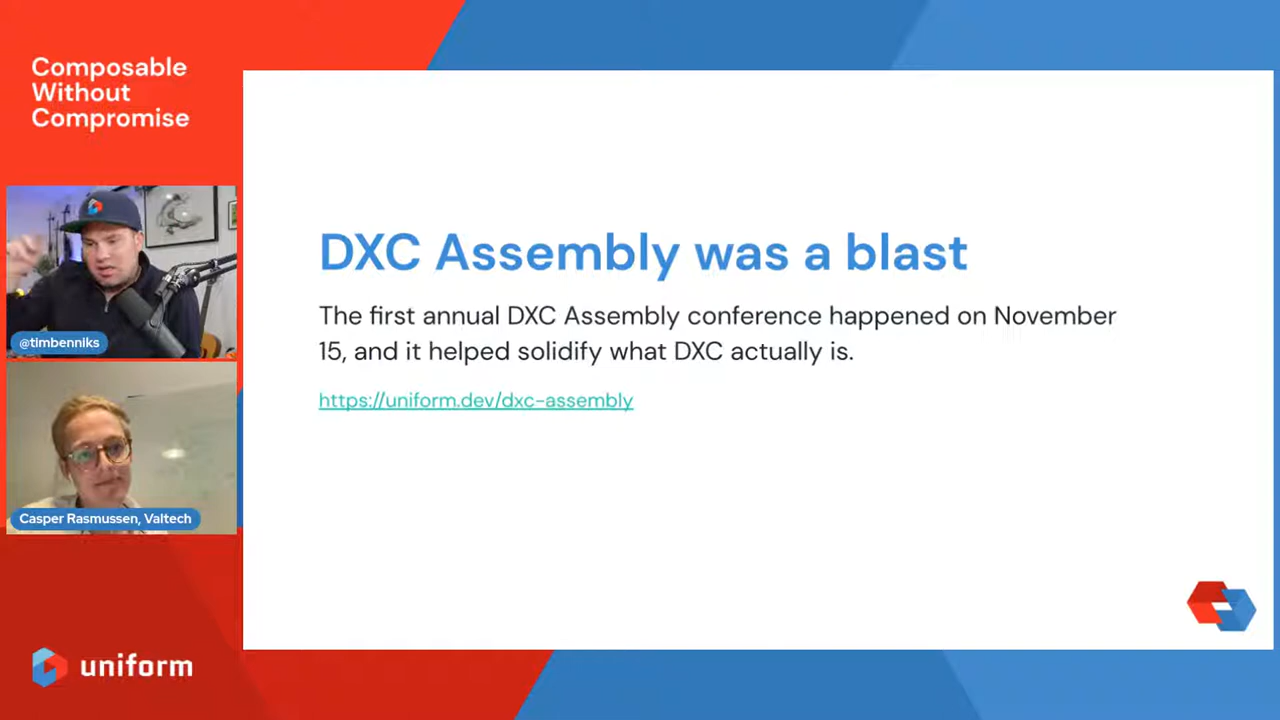 Composable
Without
Compromise
@timbenniks
Casper Rasmussen, Valtech
uniform
DXC Assembly was a blast
The first annual DXC Assembly conference happened on November
15, and it helped solidify what DXC actually is.
https://uniform.dev/dxc-assembly